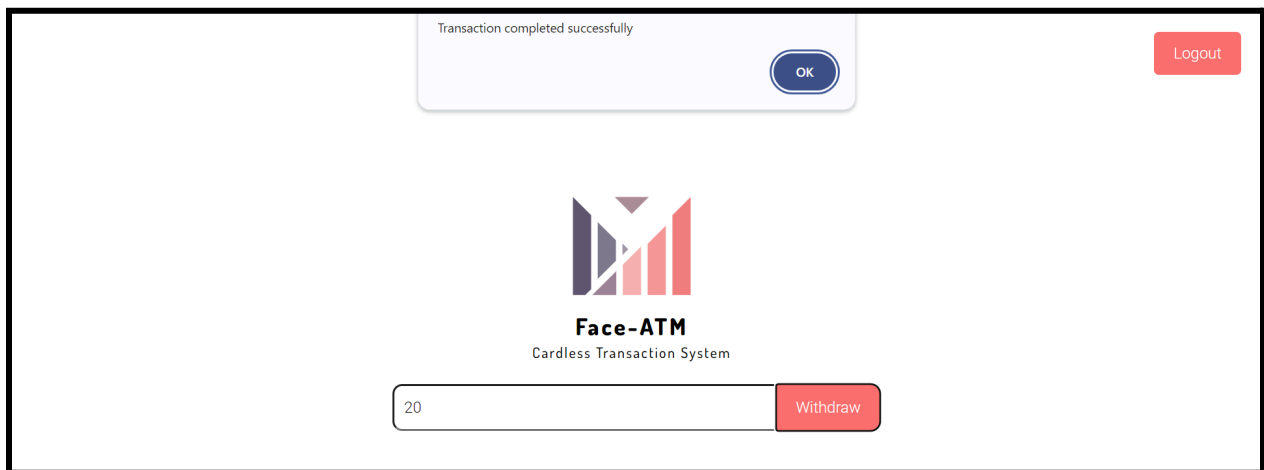 Transaction completed successfully
OK
Logout
Face-ATM
Cardless Transaction System
20
Withdraw